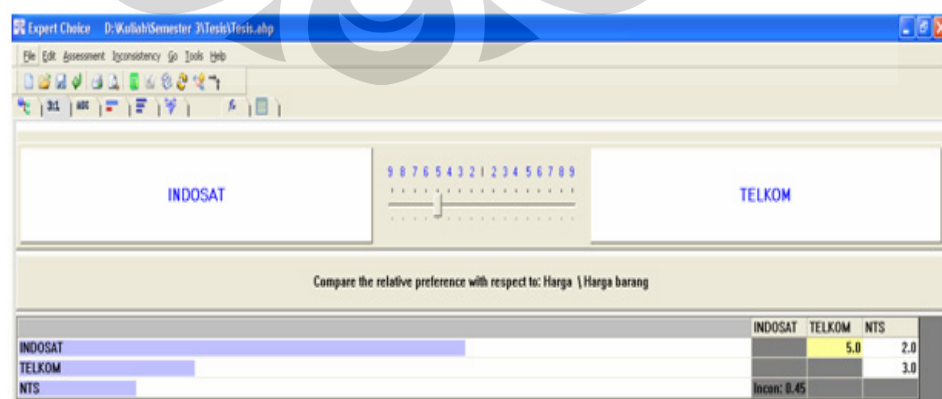 Expert Choice D:\Kuliah\Semester 3\Tesis\Tesis.ahp
File Edit Assessment Inconsistency Go Tools Help
3:1 ABC
9 8 7 6 5 4 3 2 1 2 3 4 5 6 7 8 9
INDOSAT TELKOM
Compare the relative preference with respect to: Harga \ Harga barang
INDOSAT TELKOM NTS
INDOSAT 5.0 2.0
TELKOM 3.0
NTS Incon: 0.45